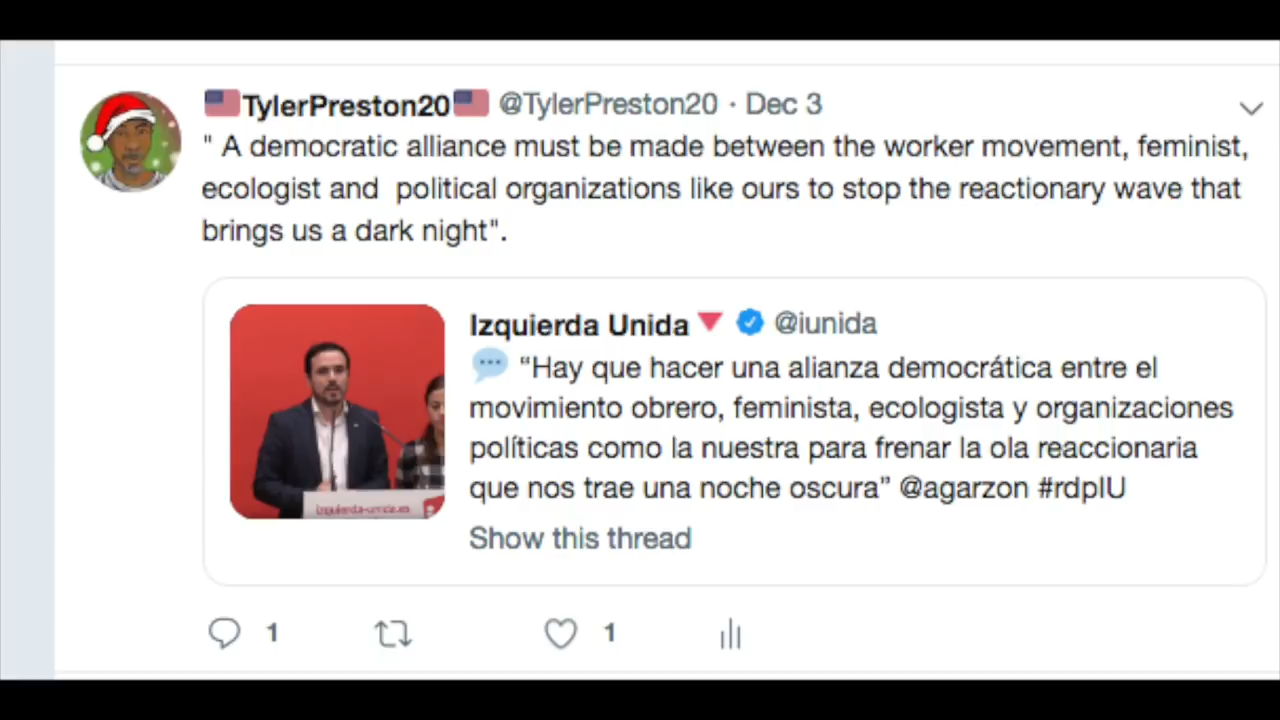 TylerPreston20 @TylerPreston20 · Dec 3
" A democratic alliance must be made between the worker movement, feminist,
ecologist and political organizations like ours to stop the reactionary wave that
brings us a dark night".
Izquierda Unida @iunida
“Hay que hacer una alianza democrática entre el
movimiento obrero, feminista, ecologista y organizaciones
políticas como la nuestra para frenar la ola reaccionaria
que nos trae una noche oscura” @agarzon #rdpIU
izquierda-unida.es
Show this thread
1 1